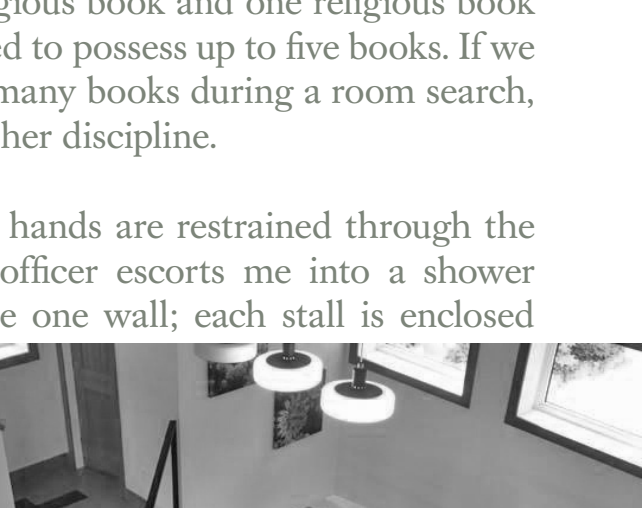 gious book and one religious book
ed to possess up to five books. If we
many books during a room search,
her discipline.
hands are restrained through the
officer escorts me into a shower
e one wall; each stall is enclosed